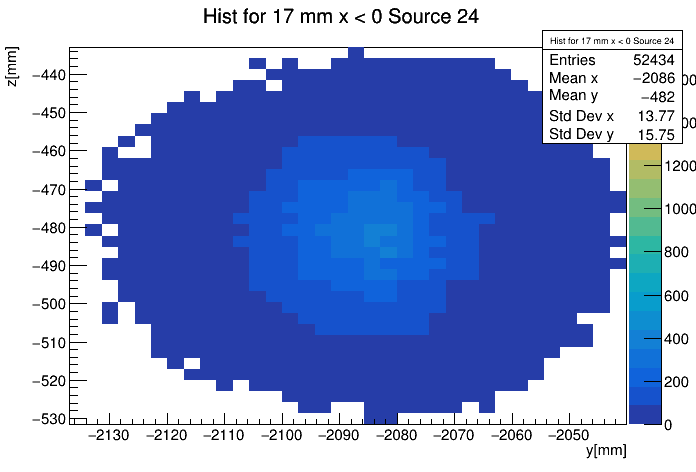 Hist for 17 mm x < 0 Source 24
Hist for 17 mm x < 0 Source 24
Entries 52434
Mean x −2086
Mean y −482
Std Dev x 13.77
Std Dev y 15.75
z[mm]
−440
−450
−460
−470
−480
−490
−500
−510
−520
−530
1200
1000
800
600
400
200
0
−2130 −2120 −2110 −2100 −2090 −2080 −2070 −2060 −2050
y[mm]